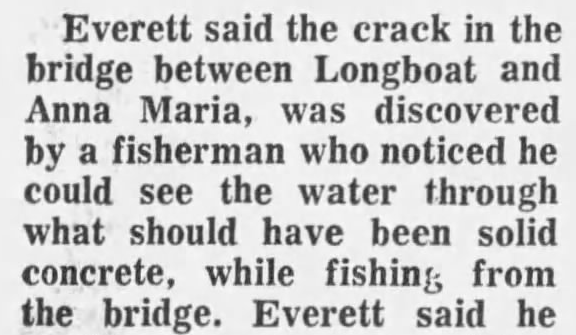 Everett said the crack in the
bridge between Longboat and
Anna Maria, was discovered
by a fisherman who noticed he
could see the water through
what should have been solid
concrete, while fishing from
the bridge. Everett said he